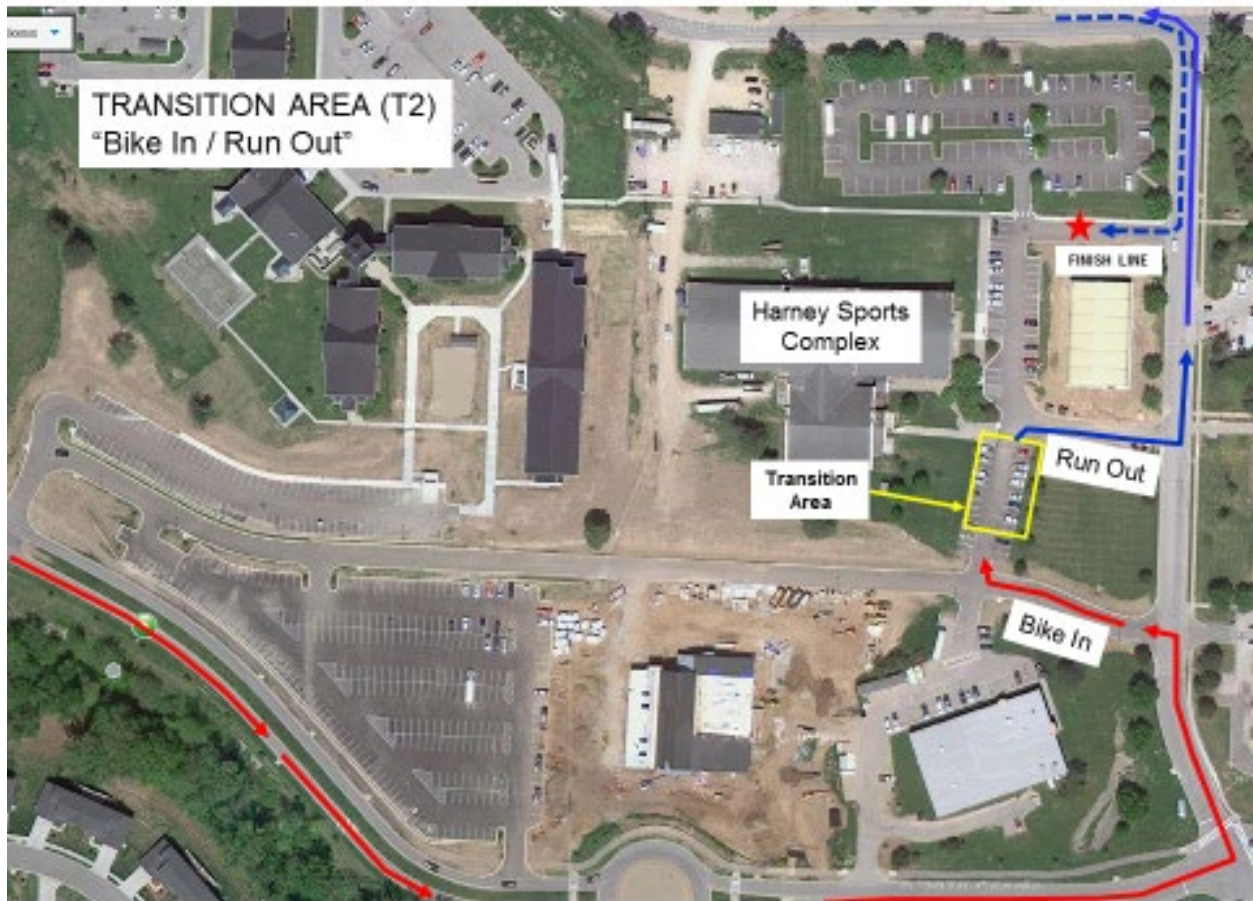 TRANSITION AREA (T2)
“Bike In / Run Out”
FINISH LINE
Harney Sports
Complex
Run Out
Transition
Area
Bike In